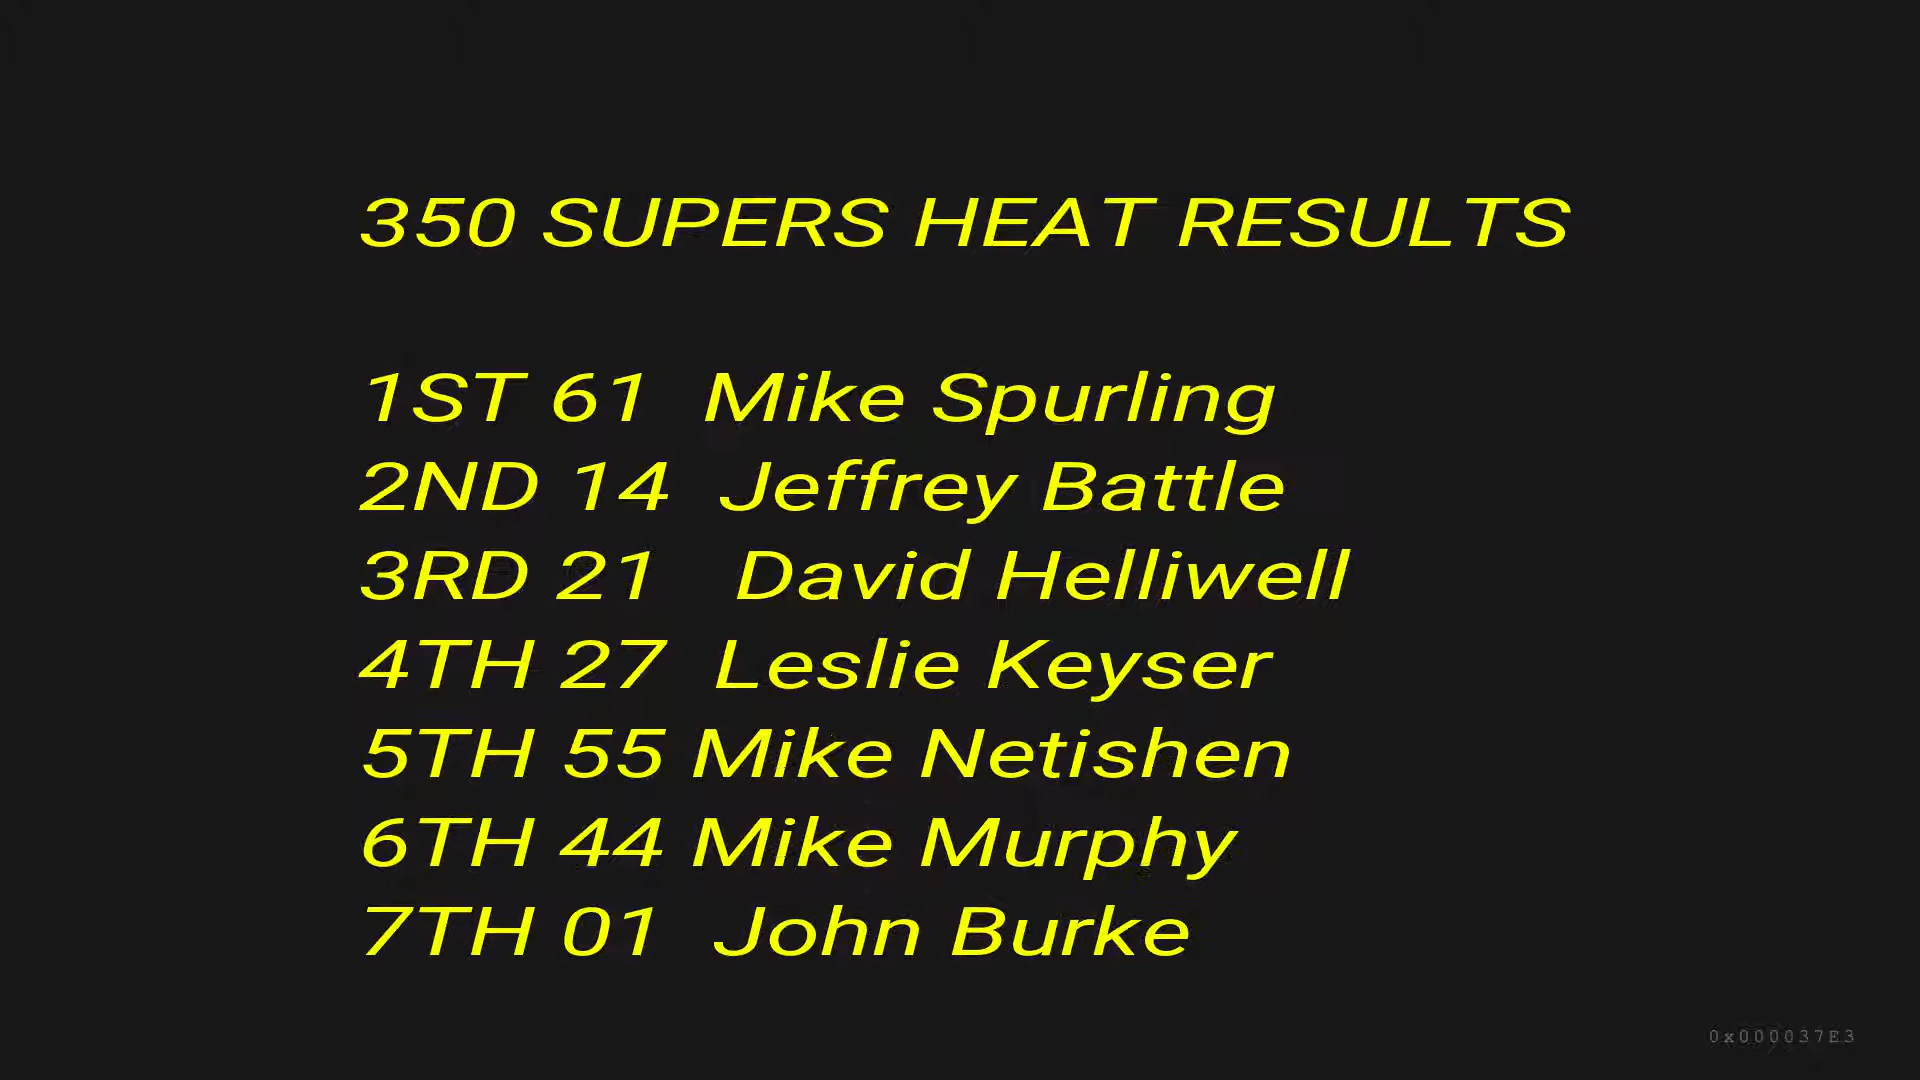 350 SUPERS HEAT RESULTS
1ST 61 Mike Spurling
2ND 14 Jeffrey Battle
3RD 21 David Helliwell
4TH 27 Leslie Keyser
5TH 55 Mike Netishen
6TH 44 Mike Murphy
7TH 01 John Burke
0x000037E3